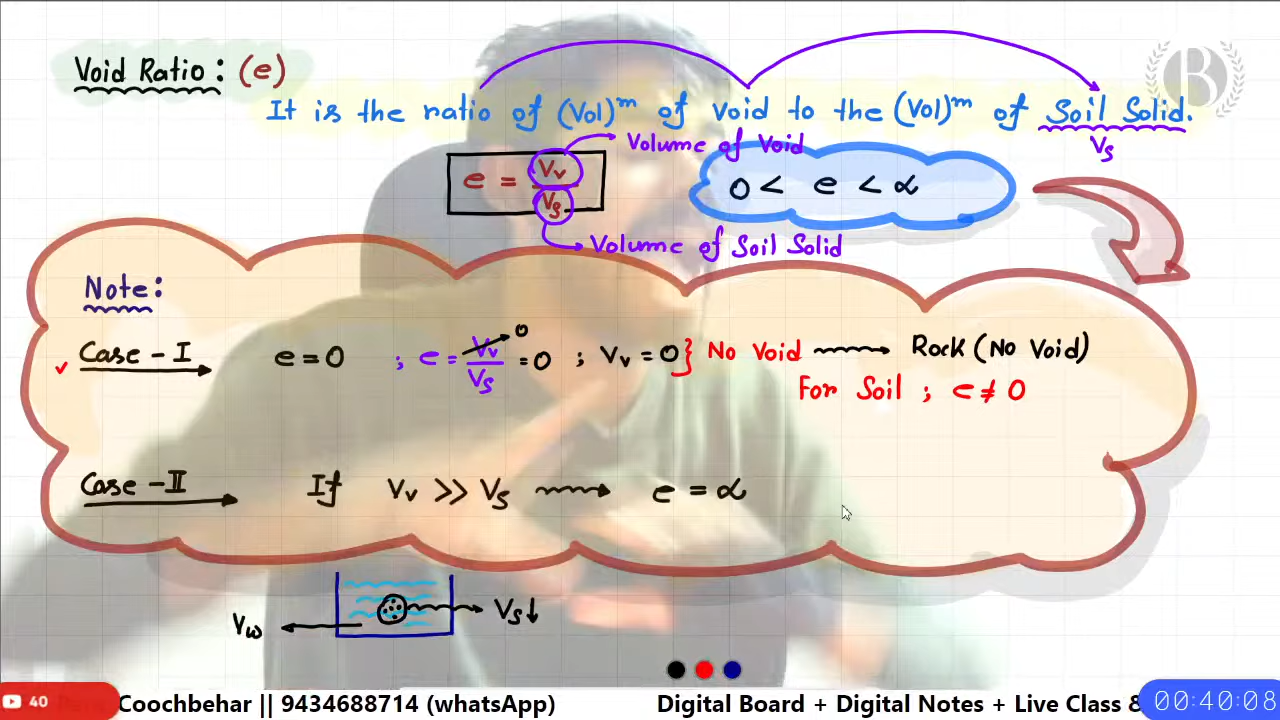 Void Ratio: (e)
It is the ratio of (Vol)ᵐ of void to the (Vol)ᵐ of Soil Solid.
Vₛ
e = Vᵥ / Vₛ
Volume of Void
0 < e < α
Volume of Soil Solid
Note:
Case - I → e = 0 ; e = Vᵥ / Vₛ = 0 ; Vᵥ = 0 } No Void → Rock (No Void)
0
For Soil ; e ≠ 0
Case - II → If Vᵥ >> Vₛ → e = α
Vₛ↓
V𝓌
B
40
Coochbehar || 9434688714 (whatsApp) Digital Board + Digital Notes + Live Class &
00:40:08